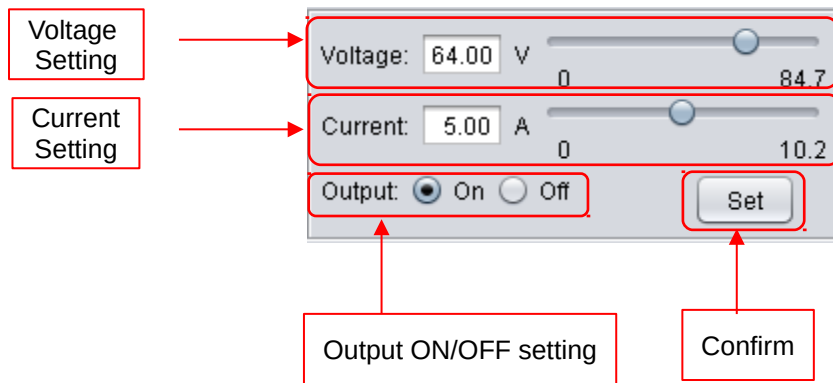 Voltage
Setting
Voltage: 64.00 V
0 84.7
Current
Setting
Current: 5.00 A
0 10.2
Output: On Off
Set
Output ON/OFF setting
Confirm